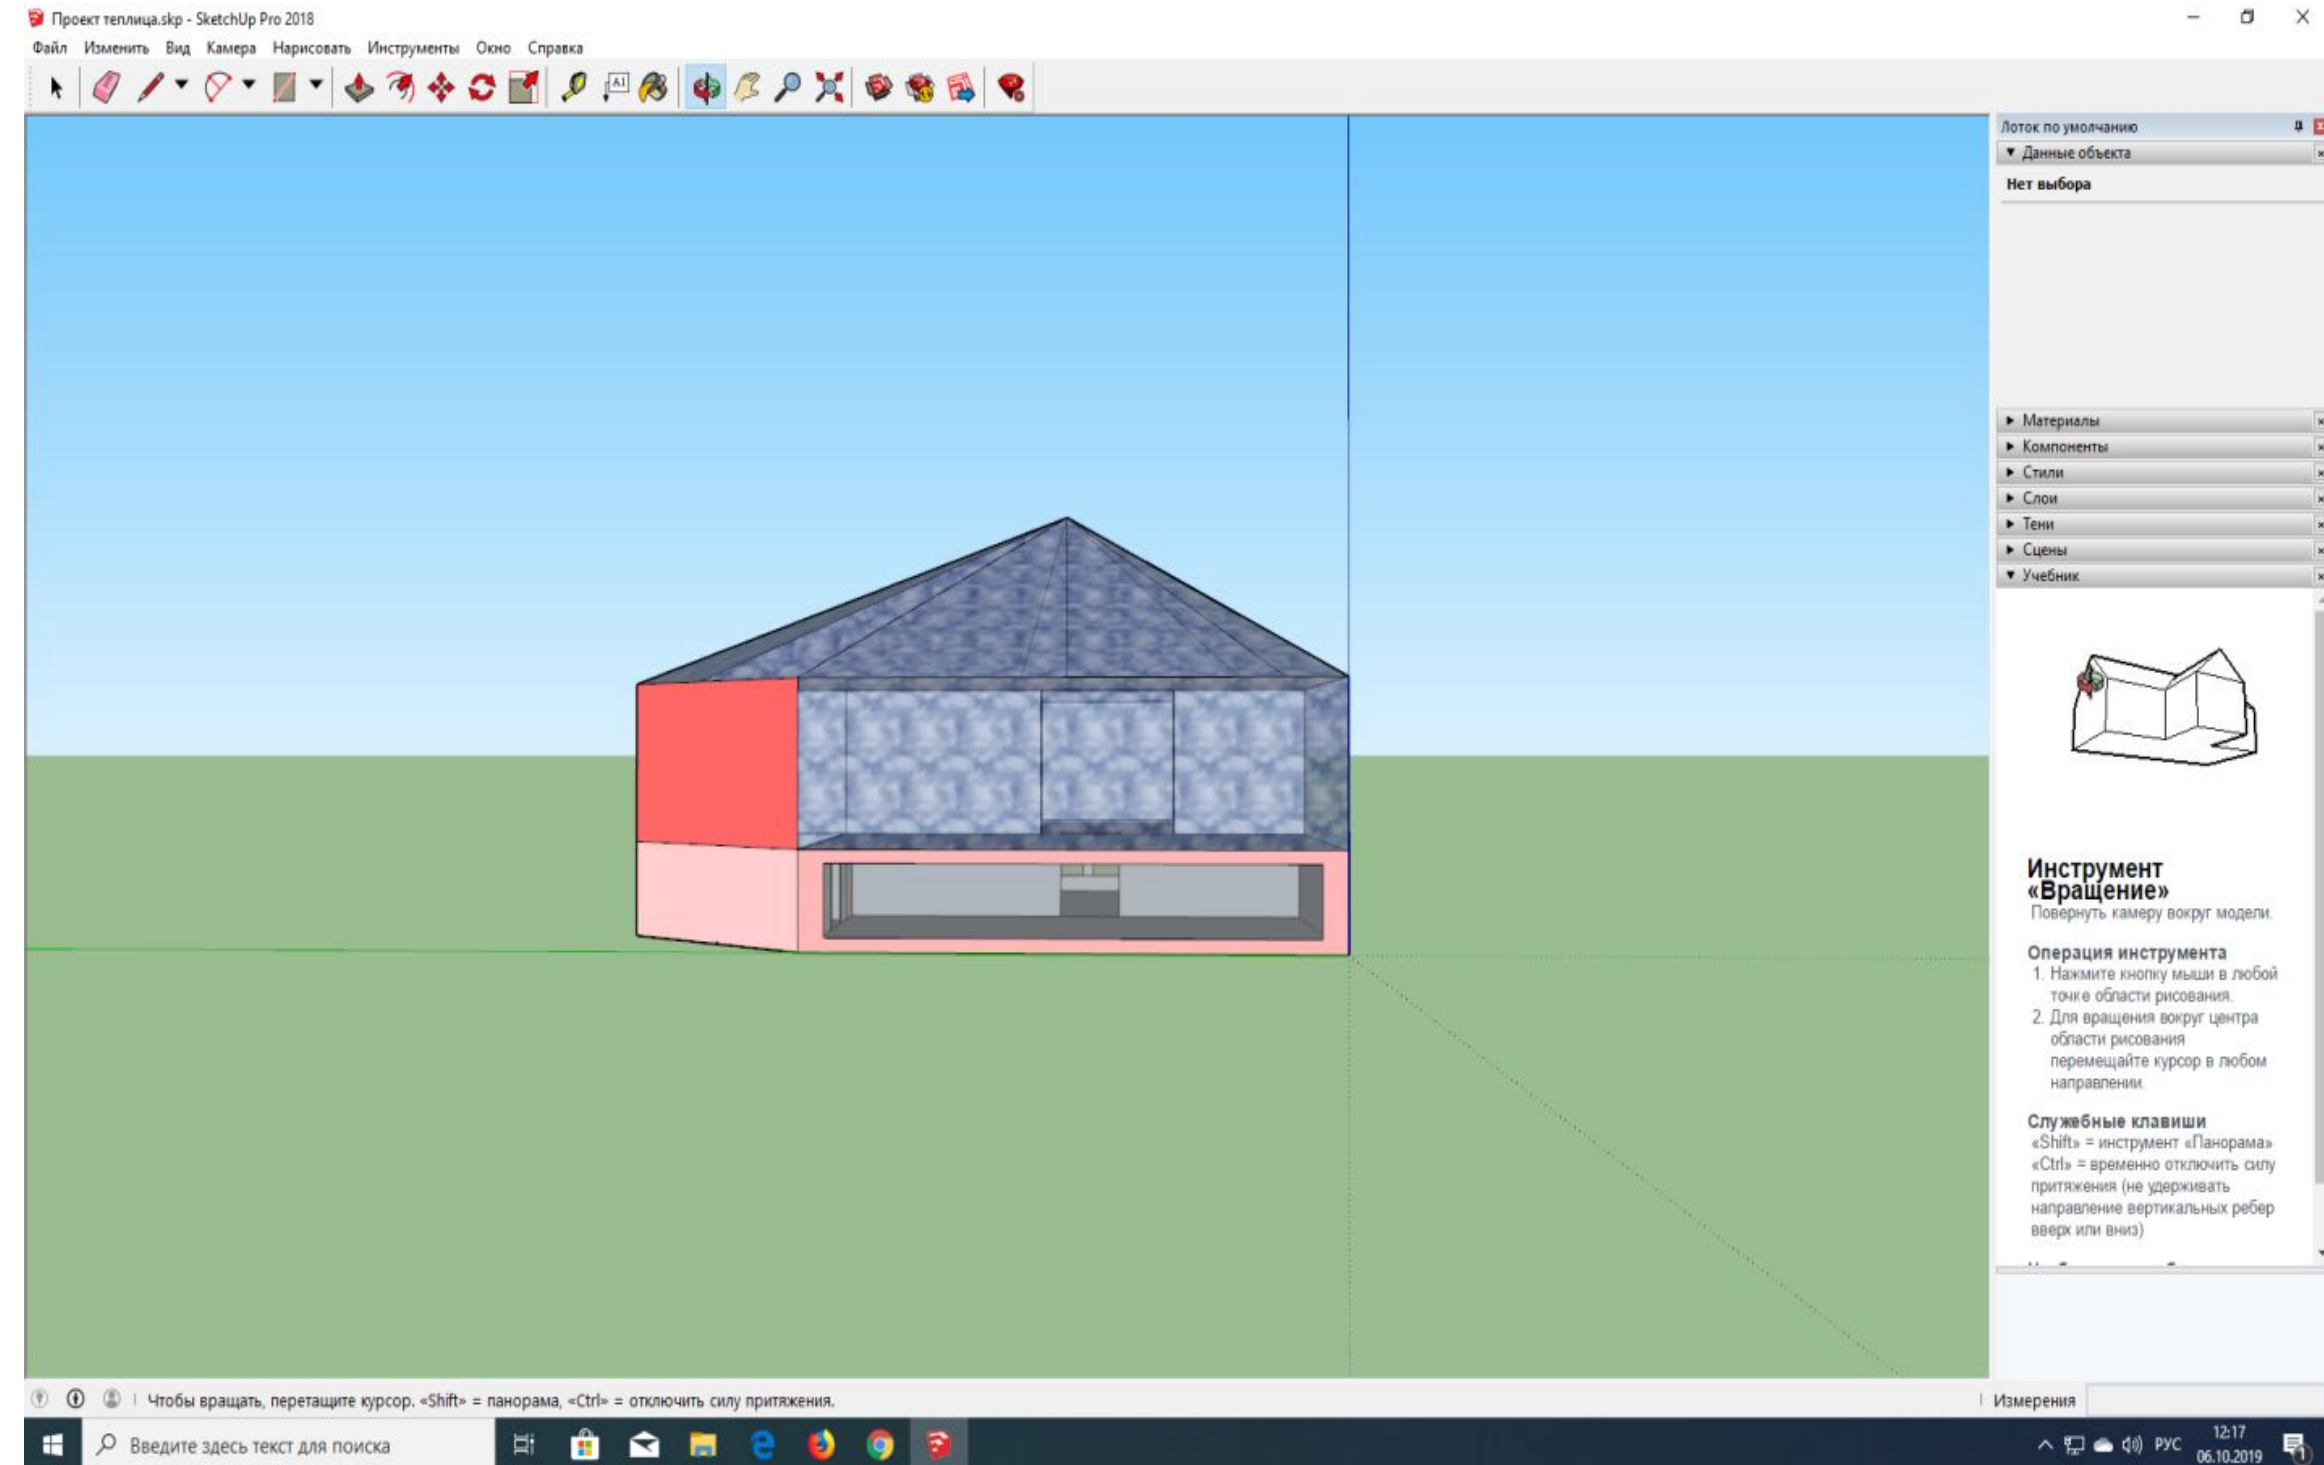 Проект теплица.skp - SketchUp Pro 2018
Файл Изменить Вид Камера Нарисовать Инструменты Окно Справка
A1
Лоток по умолчанию
Данные объекта
Нет выбора
Материалы
Компоненты
Стили
Слои
Тени
Сцены
Учебник
Инструмент
«Вращение»
Повернуть камеру вокруг модели.
Операция инструмента
1. Нажмите кнопку мыши в любой
точке области рисования.
2. Для вращения вокруг центра
области рисования
перемещайте курсор в любом
направлении.
Служебные клавиши
«Shift» = инструмент «Панорама»
«Ctrl» = временно отключить силу
притяжения (не удерживать
направление вертикальных ребер
вверх или вниз)
Чтобы вращать, перетащите курсор. «Shift» = панорама, «Ctrl» = отключить силу притяжения.
Измерения
Введите здесь текст для поиска
РУС
12:17
06.10.2019
1